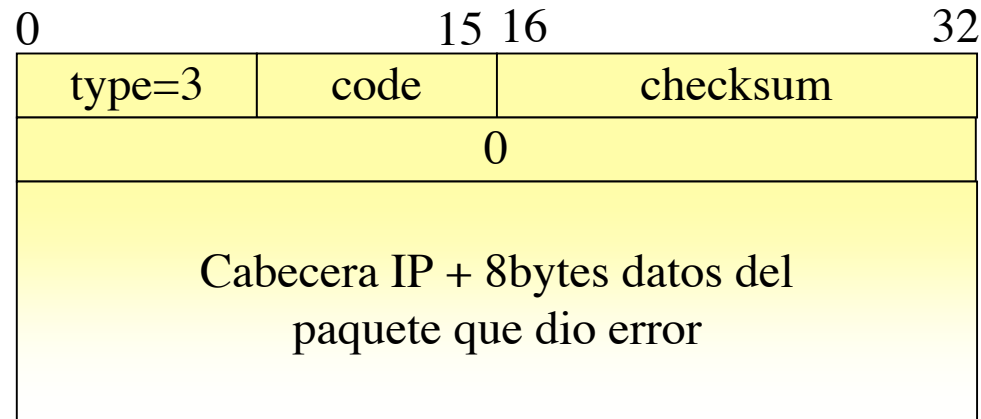 0 15 16 32
type=3 code checksum
0
Cabecera IP + 8bytes datos del
paquete que dio error